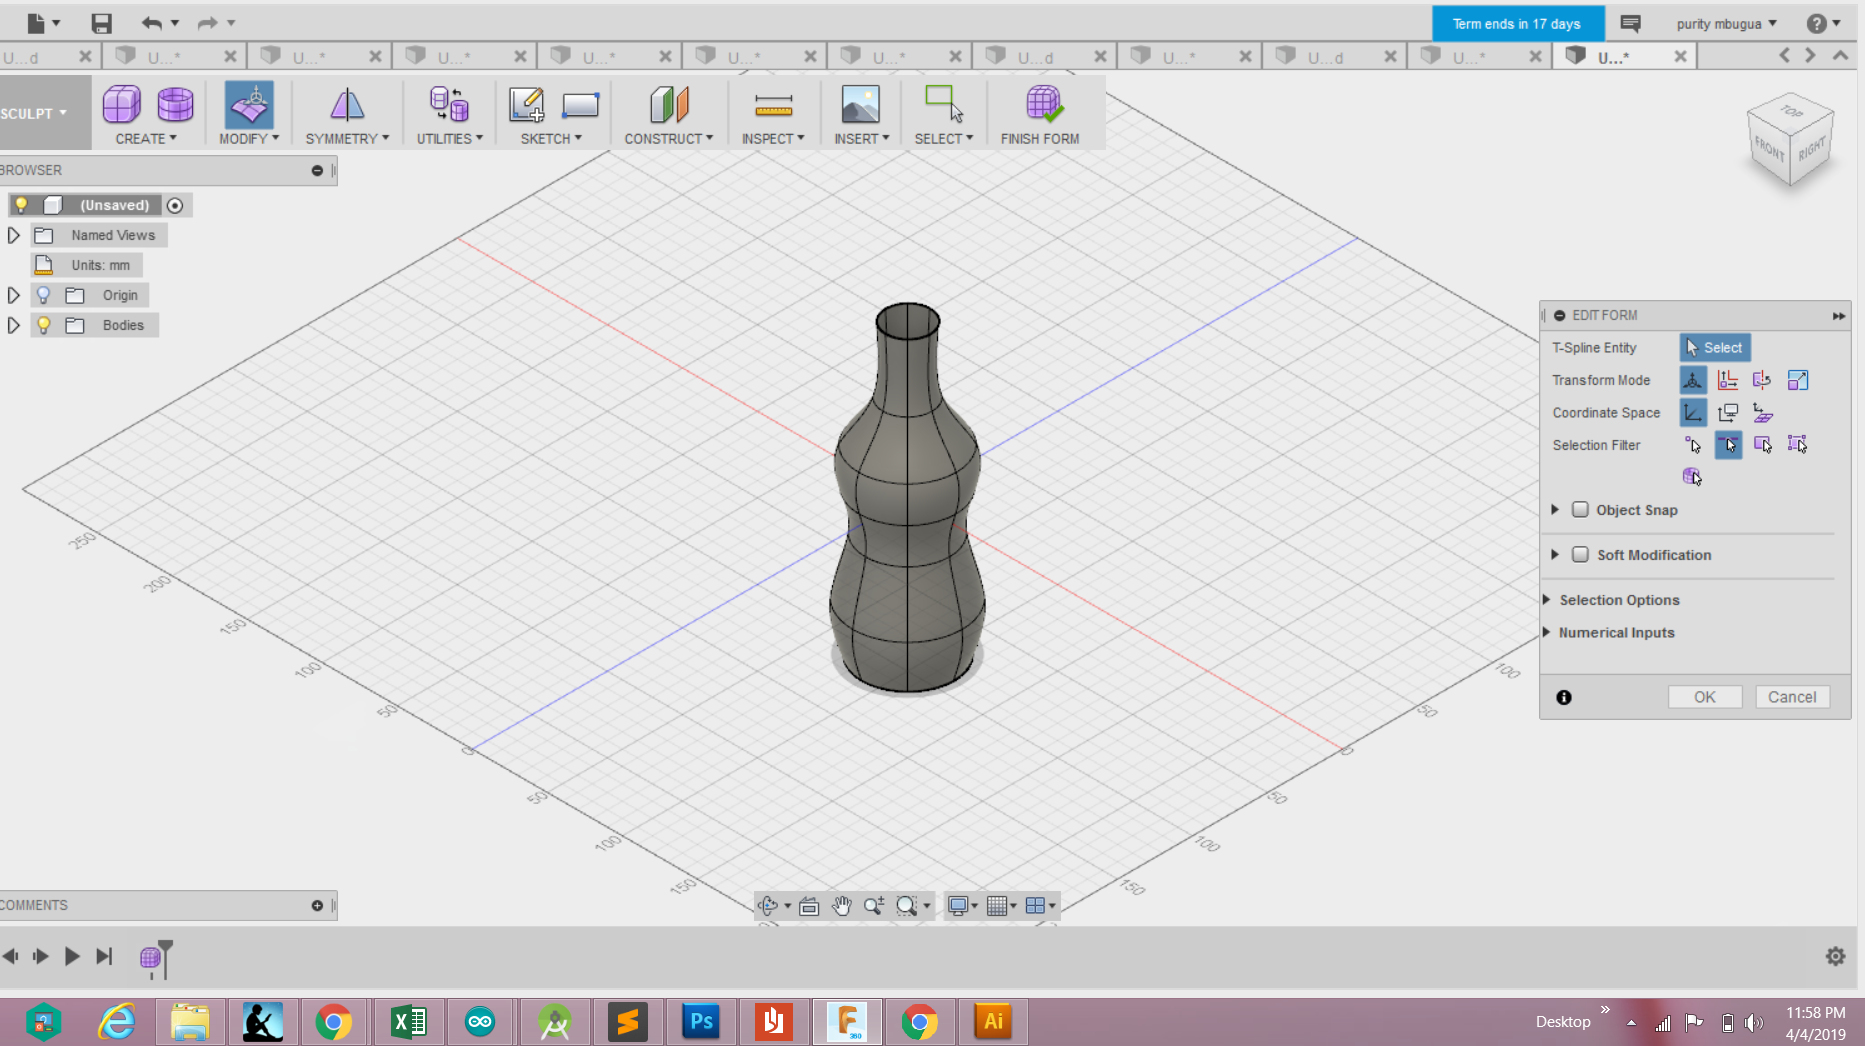 Term ends in 17 days
purity mbugua
U...d
U...*
U...*
U...*
U...*
U...*
U...*
U...d
U...*
U...d
U...*
U...*
SCULPT
CREATE
MODIFY
SYMMETRY
UTILITIES
SKETCH
CONSTRUCT
INSPECT
INSERT
SELECT
FINISH FORM
TOP
FRONT
RIGHT
BROWSER
(Unsaved)
Named Views
Units: mm
Origin
Bodies
EDIT FORM
T-Spline Entity
Select
Transform Mode
Coordinate Space
Selection Filter
Object Snap
Soft Modification
Selection Options
Numerical Inputs
OK
Cancel
250
200
150
100
50
0
50
100
150
100
50
0
50
100
150
COMMENTS
Ps
F
360
Ai
Desktop
11:58 PM
4/4/2019